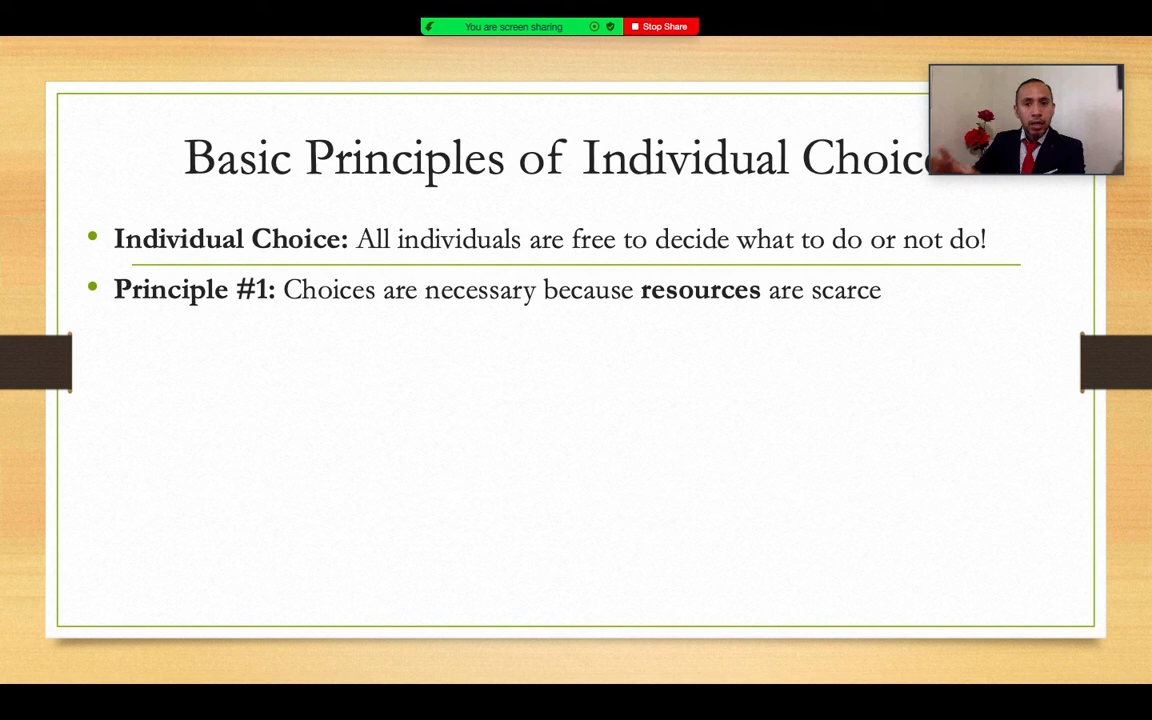 You are screen sharing
Stop Share
Basic Principles of Individual Choice
Individual Choice: All individuals are free to decide what to do or not do!
Principle #1: Choices are necessary because resources are scarce